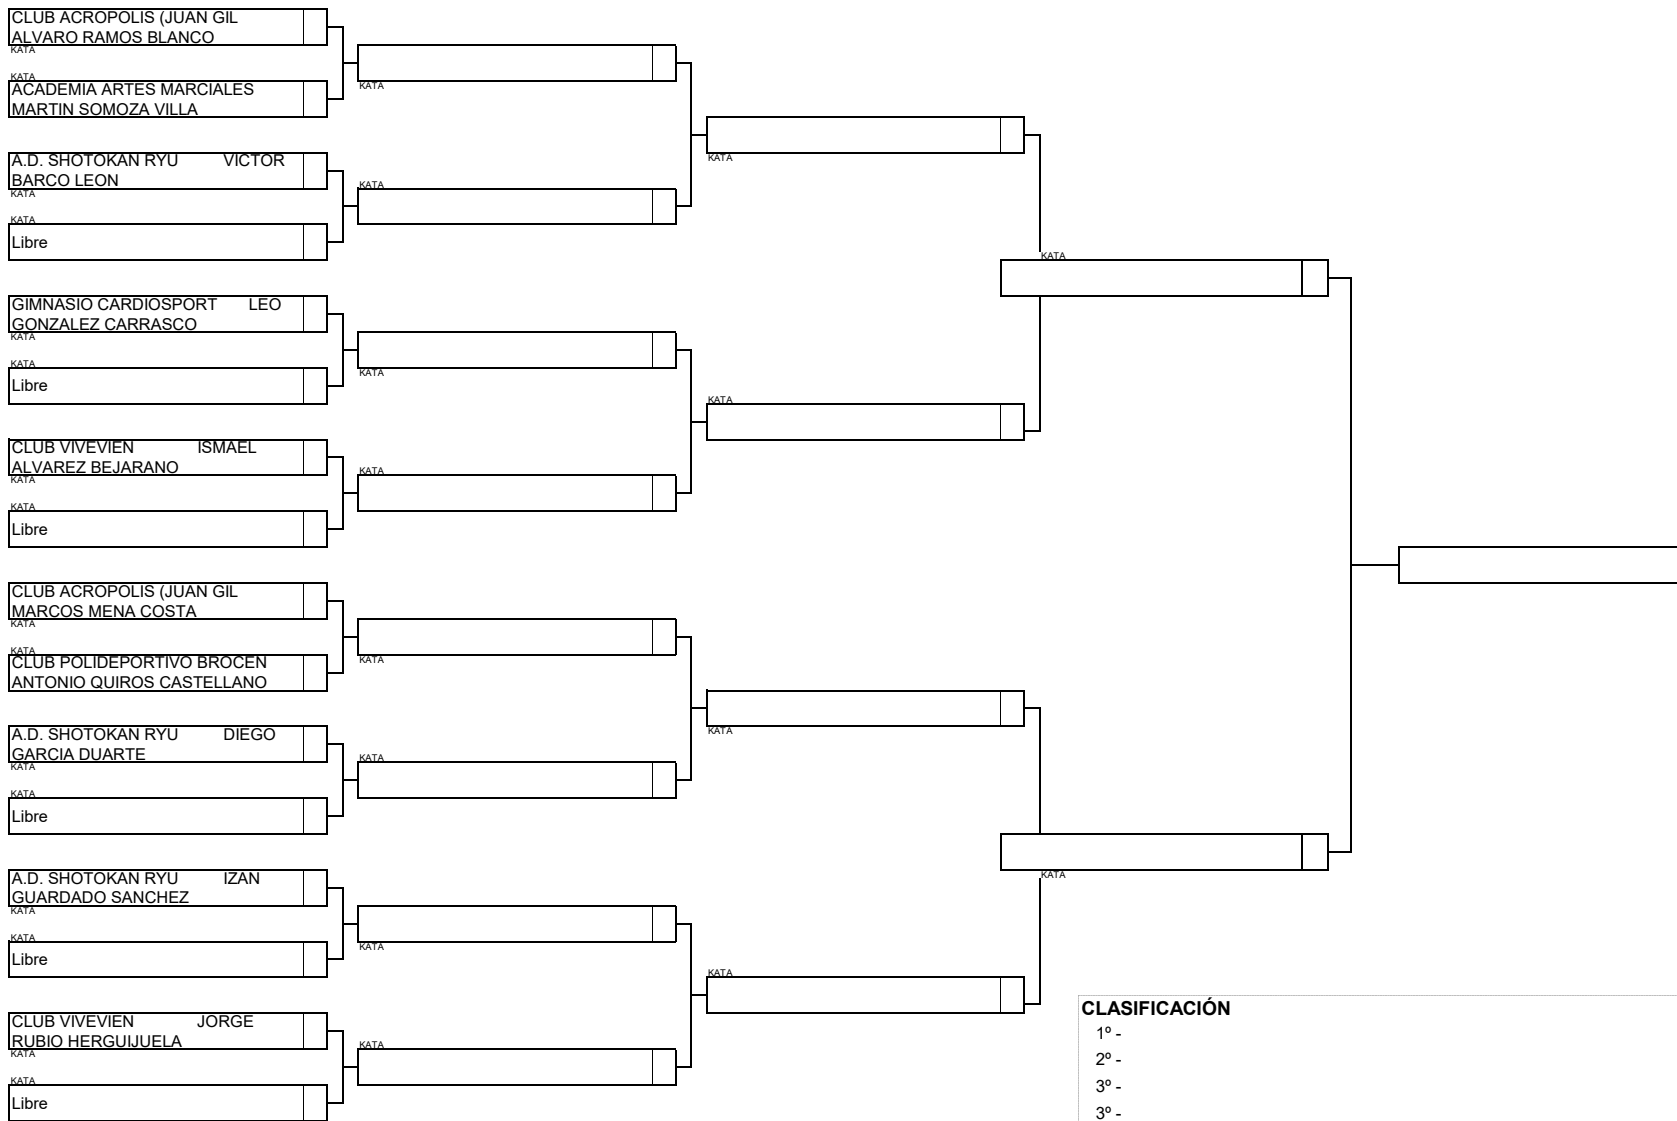 CLUB ACROPOLIS (JUAN GIL
ALVARO RAMOS BLANCO
KATA
KATA
ACADEMIA ARTES MARCIALES
MARTIN SOMOZA VILLA
A.D. SHOTOKAN RYU VICTOR
BARCO LEON
KATA
KATA
Libre
GIMNASIO CARDIOSPORT LEO
GONZALEZ CARRASCO
KATA
KATA
Libre
CLUB VIVEVIEN ISMAEL
ALVAREZ BEJARANO
KATA
KATA
Libre
CLUB ACROPOLIS (JUAN GIL
MARCOS MENA COSTA
KATA
KATA
CLUB POLIDEPORTIVO BROCEN
ANTONIO QUIROS CASTELLANO
A.D. SHOTOKAN RYU DIEGO
GARCIA DUARTE
KATA
KATA
Libre
A.D. SHOTOKAN RYU IZAN
GUARDADO SANCHEZ
KATA
KATA
Libre
CLUB VIVEVIEN JORGE
RUBIO HERGUIJUELA
KATA
KATA
Libre
KATA
KATA
KATA
KATA
KATA
KATA
KATA
KATA
KATA
KATA
KATA
KATA
KATA
KATA
CLASIFICACIÓN
1º -
2º -
3º -
3º -